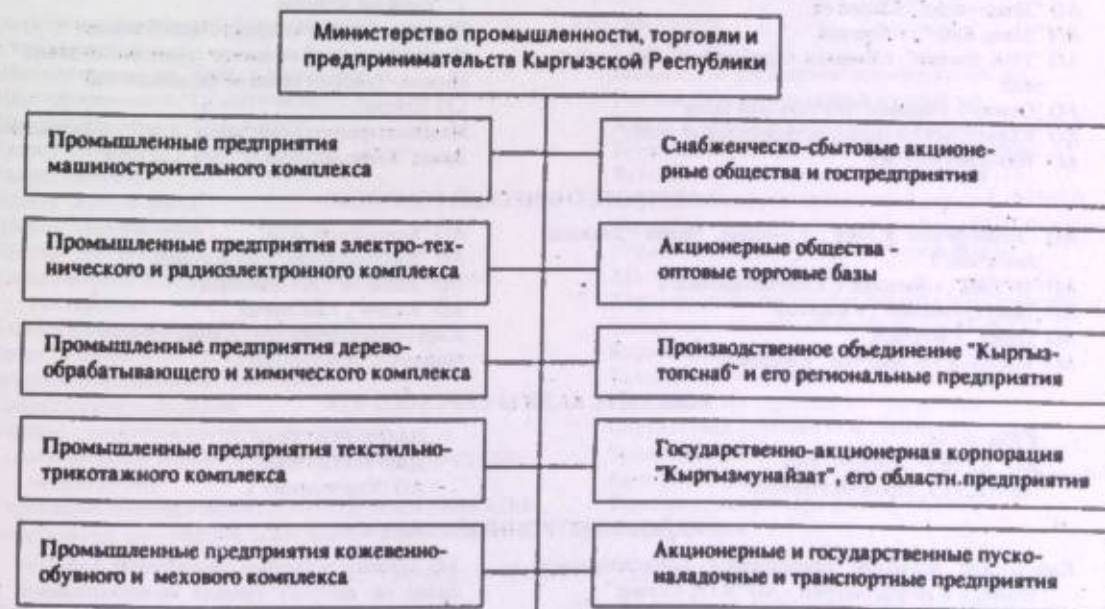 Министерство промышленности, торговли и
предпринимательств Кыргызской Республики
Промышленные предприятия
машиностроительного комплекса
Снабженческо-сбытовые акционе-
рные общества и госпредприятия
Промышленные предприятия электро-тех-
нического и радиоэлектронного комплекса
Акционерные общества -
оптовые торговые базы
Промышленные предприятия дерево-
обрабатывающего и химического комплекса
Производственное объединение "Кыргыз-
топснаб" и его региональные предприятия
Промышленные предприятия текстильно-
трикотажного комплекса
Государственно-акционерная корпорация
"Кыргызмунайзат", его области.предприятия
Промышленные предприятия кожевенно-
обувного и мехового комплекса
Акционерные и государственные пуско-
наладочные и транспортные предприятия